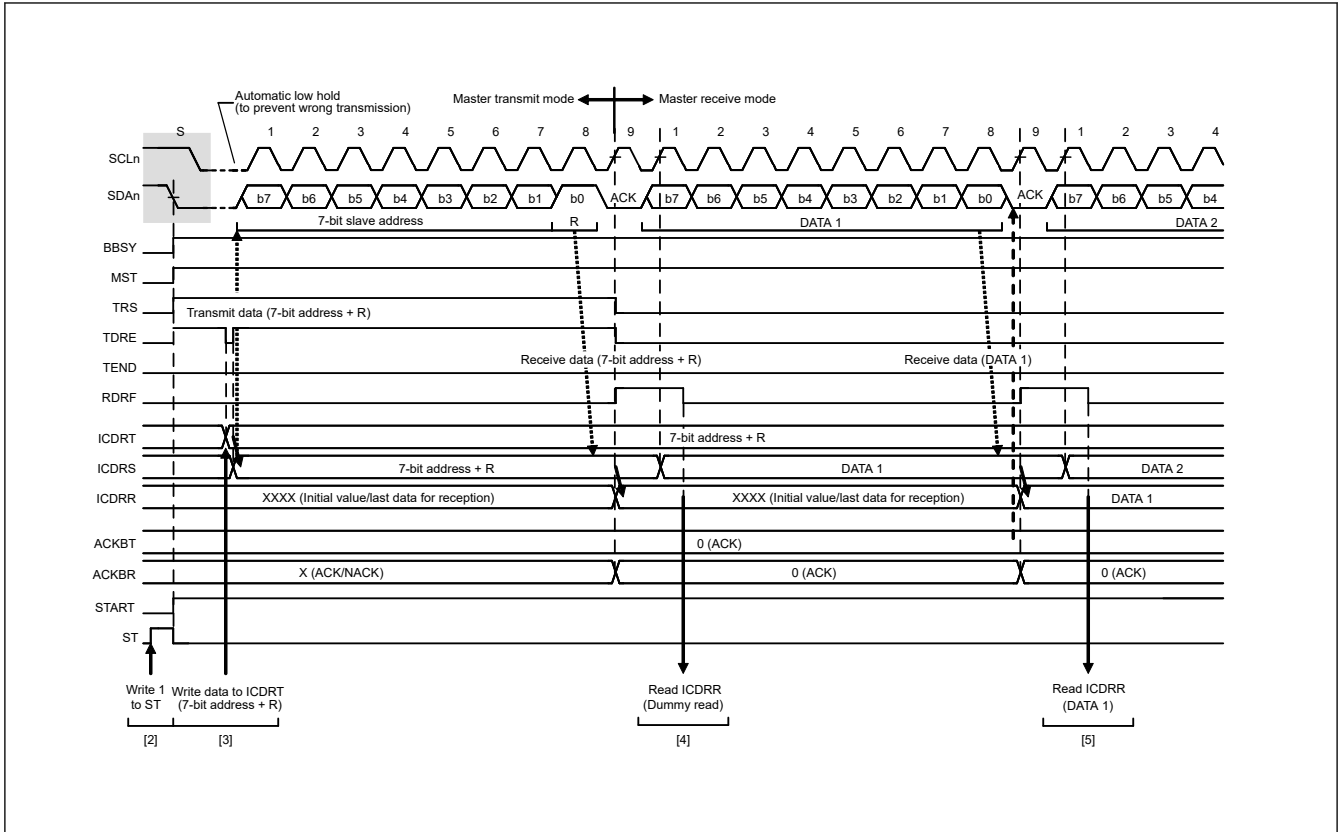 Automatic low hold
(to prevent wrong transmission)
Master transmit mode
Master receive mode
S 1 2 3 4 5 6 7 8 9 1 2 3 4 5 6 7 8 9 1 2 3 4
SCLn
SDAn b7 b6 b5 b4 b3 b2 b1 b0 ACK b7 b6 b5 b4 b3 b2 b1 b0 ACK b7 b6 b5 b4
7-bit slave address R DATA 1 DATA 2
BBSY
MST
TRS
Transmit data (7-bit address + R)
TDRE
Receive data (7-bit address + R) Receive data (DATA 1)
TEND
RDRF
ICDRT 7-bit address + R
ICDRS 7-bit address + R DATA 1 DATA 2
ICDRR XXXX (Initial value/last data for reception) XXXX (Initial value/last data for reception) DATA 1
ACKBT 0 (ACK)
ACKBR X (ACK/NACK) 0 (ACK) 0 (ACK)
START
ST
Write 1
to ST
Write data to ICDRT
(7-bit address + R)
Read ICDRR
(Dummy read)
Read ICDRR
(DATA 1)
[2] [3] [4] [5]